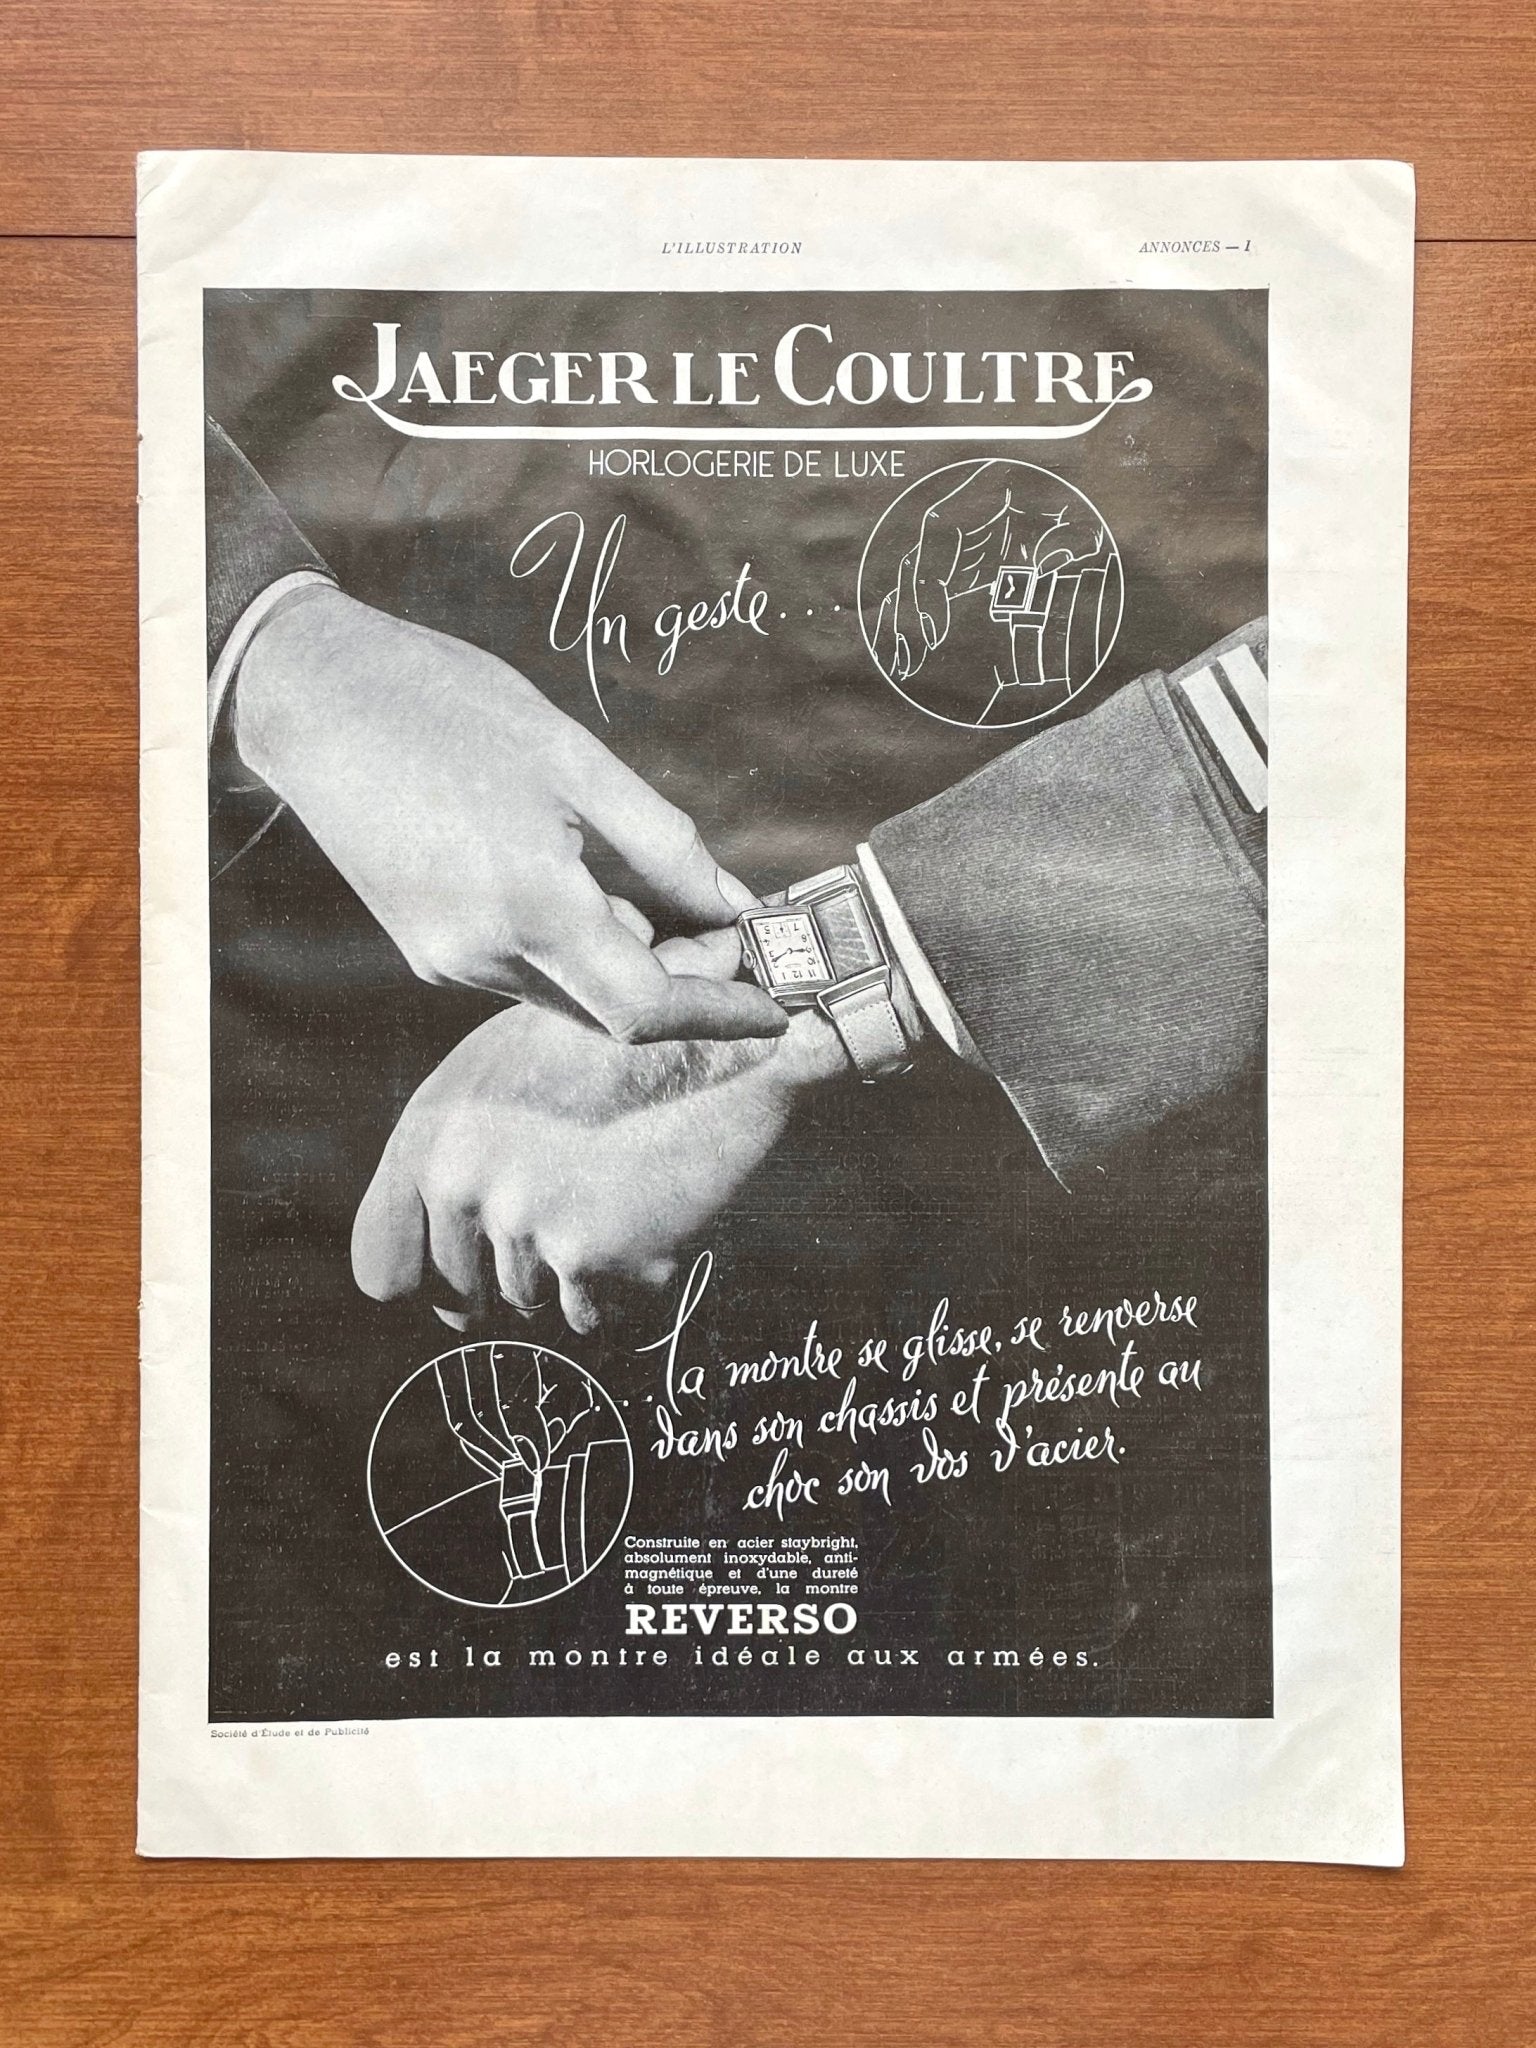 L'ILLUSTRATION
ANNONCES — I
JAEGER LE COULTRE
HORLOGERIE DE LUXE
Un geste...
...la montre se glisse, se renverse
dans son chassis et présente au
choc son dos d'acier.
Construite en acier staybright,
absolument inoxydable, anti-
magnétique et d'une dureté
à toute épreuve, la montre
REVERSO
est la montre idéale aux armées.
Société d'Étude et de Publicité